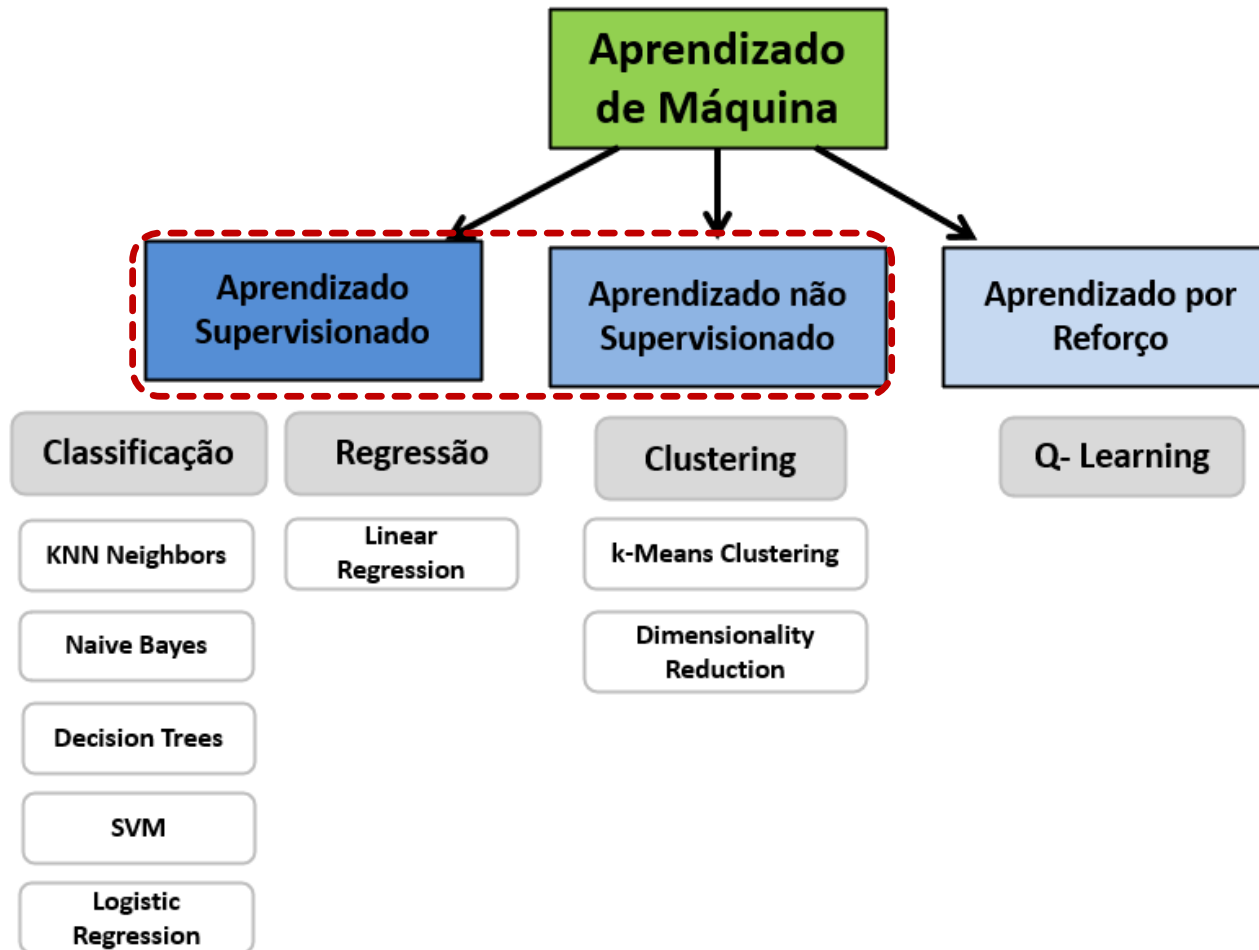 Aprendizado
de Máquina
Aprendizado
Supervisionado
Aprendizado não
Supervisionado
Aprendizado por
Reforço
Classificação
Regressão
Clustering
Q- Learning
KNN Neighbors
Linear
Regression
k-Means Clustering
Naive Bayes
Dimensionality
Reduction
Decision Trees
SVM
Logistic
Regression